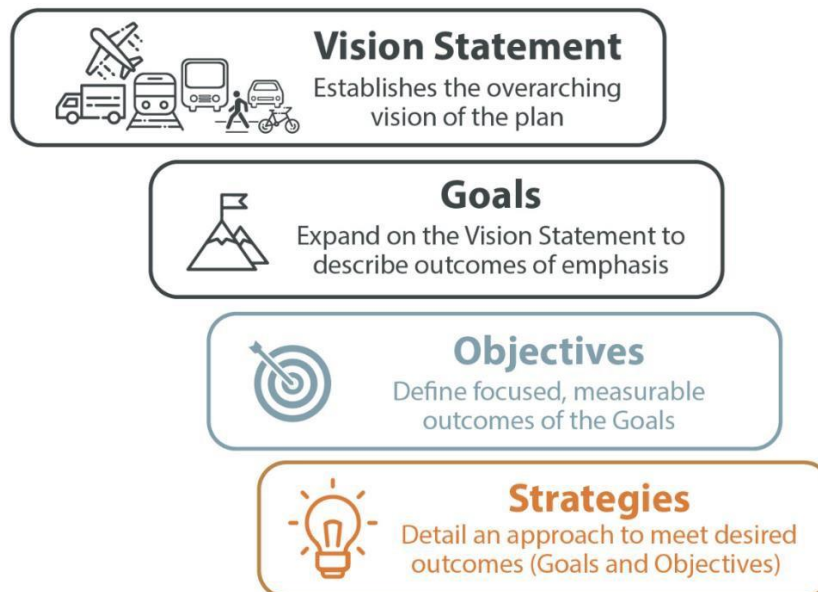 Vision Statement
Establishes the overarching
vision of the plan
Goals
Expand on the Vision Statement to
describe outcomes of emphasis
Objectives
Define focused, measurable
outcomes of the Goals
Strategies
Detail an approach to meet desired
outcomes (Goals and Objectives)